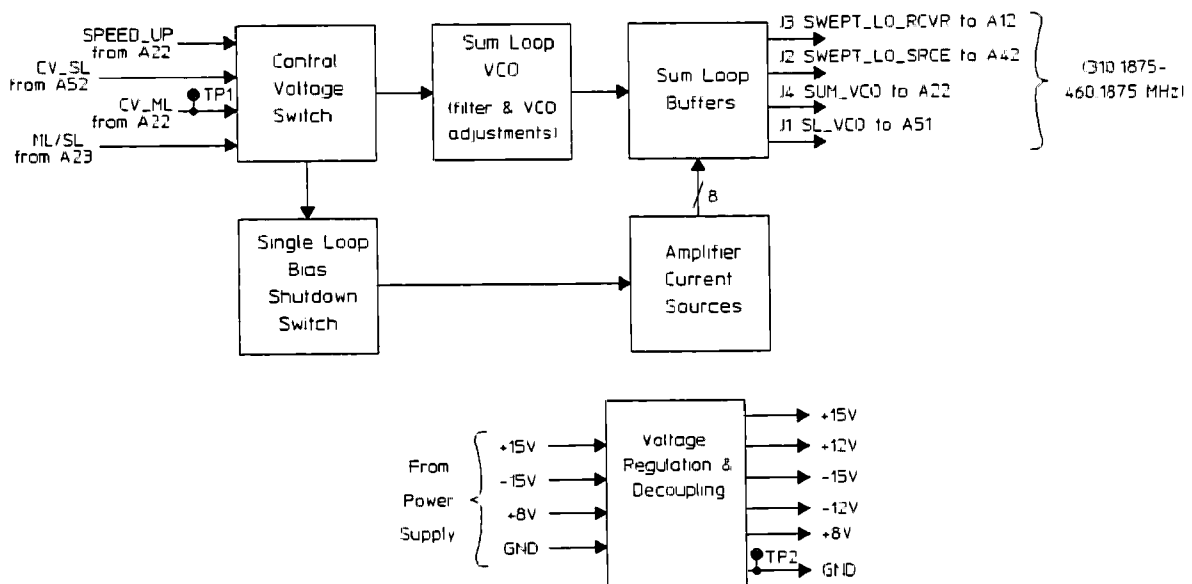 SPEED_UP
from A22
CV_SL
from A52
TP1
CV_ML
from A22
ML/SL
from A23
Control
Voltage
Switch
Sum Loop
VCO
(filter & VCO
adjustments)
Sum Loop
Buffers
J3 SWEPT_LO_RCVR to A12
J2 SWEPT_LO_SRCE to A42
J4 SUM_VCO to A22
J1 SL_VCO to A51
(310.1875-
460.1875 MHz)
8
Single Loop
Bias
Shutdown
Switch
Amplifier
Current
Sources
From
Power
Supply
+15V
-15V
+8V
GND
Voltage
Regulation &
Decoupling
+15V
+12V
-15V
-12V
+8V
TP2
GND